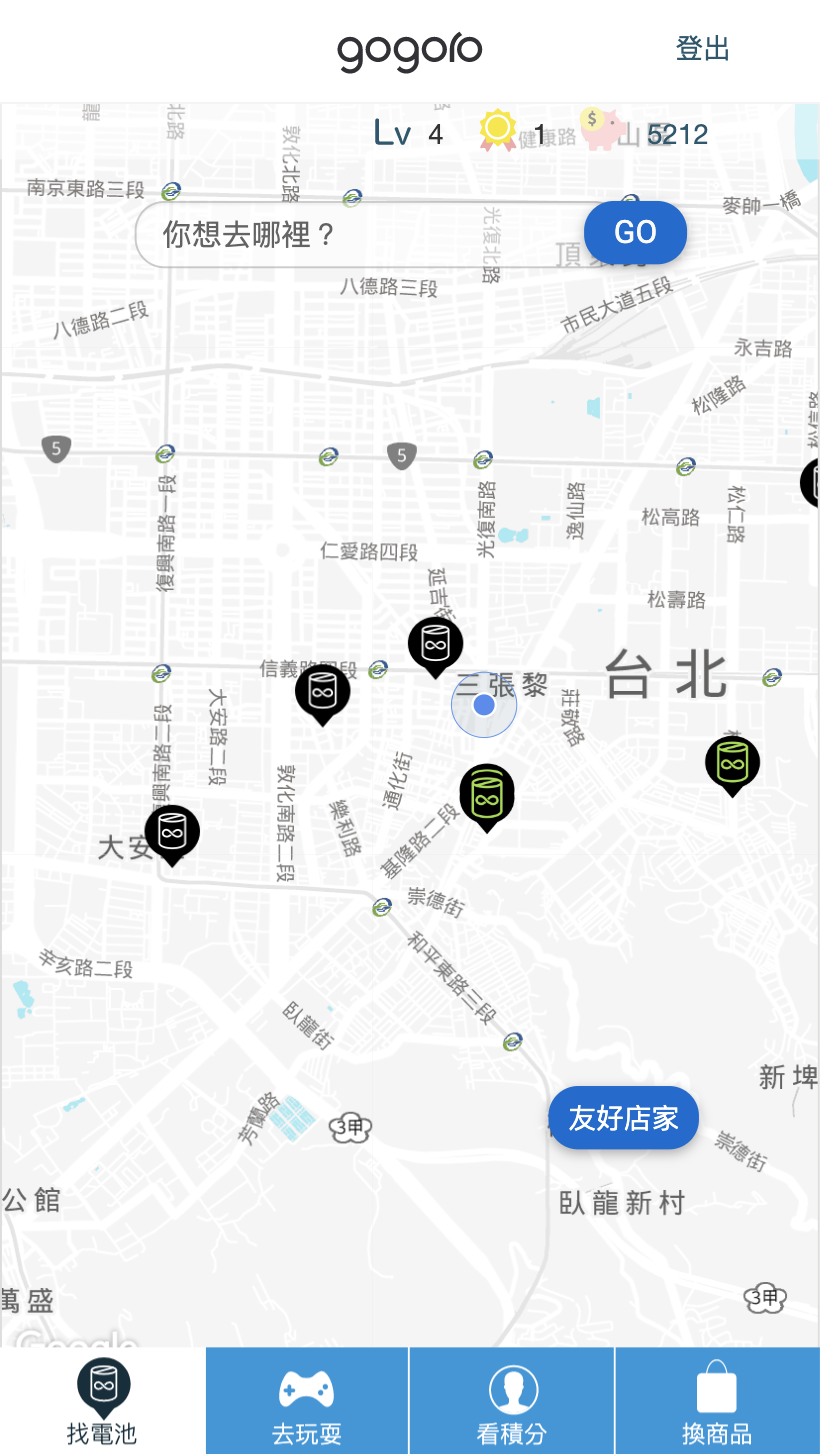 gogoro
登出
Lv 4 1 5212
健康路
敦化北路
南京東路三段
麥帥一橋
你想去哪裡？
GO
光復北路
八德路三段
八德路二段
市民大道五段
永吉路
松隆路
5
5
復興南路一段
光復南路
逸仙路
松高路
松仁路
仁愛路四段
延吉街
松壽路
信義路四段
三張黎
台北
大安路二段
莊敬路
復興南路二段
通化街
敦化南路二段
樂利路
大安
基隆路二段
崇德街
辛亥路二段
和平東路三段
臥龍街
新埤
芳蘭路
3甲
友好店家
崇德街
公館
臥龍新村
萬盛
3甲
Google
找電池
去玩耍
看積分
換商品